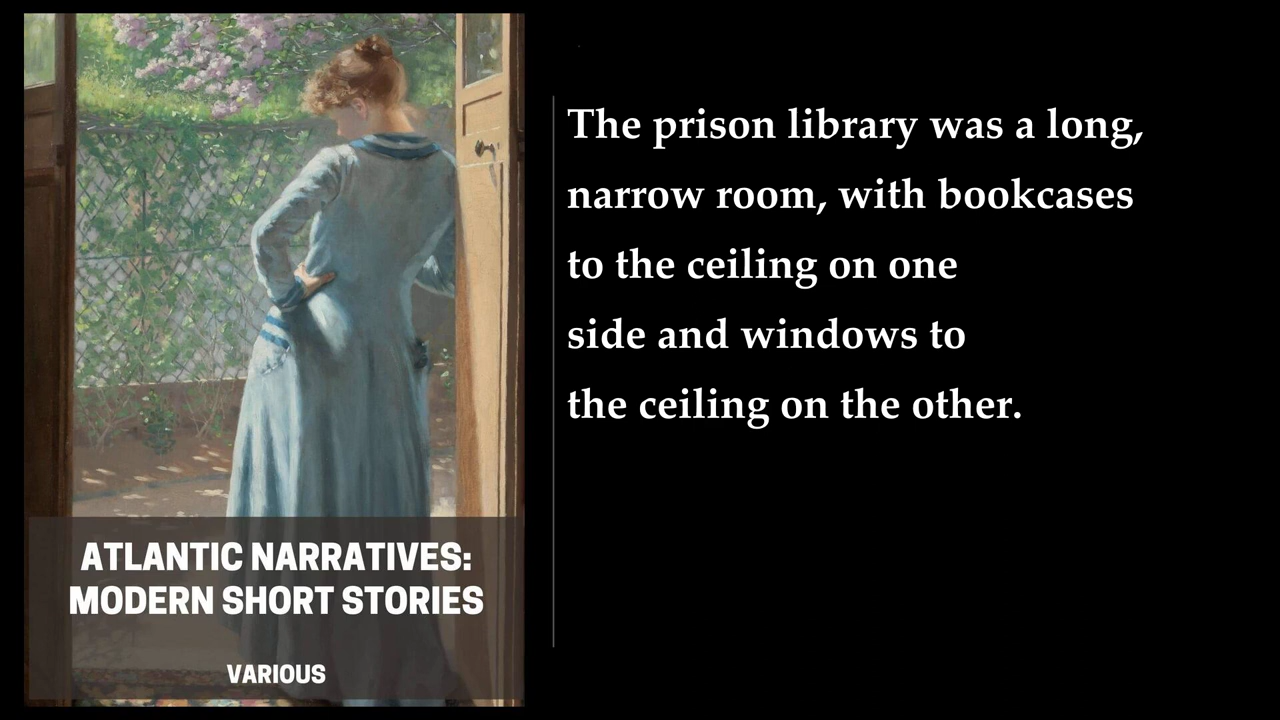 ATLANTIC NARRATIVES:
MODERN SHORT STORIES
VARIOUS
The prison library was a long,
narrow room, with bookcases
to the ceiling on one
side and windows to
the ceiling on the other.